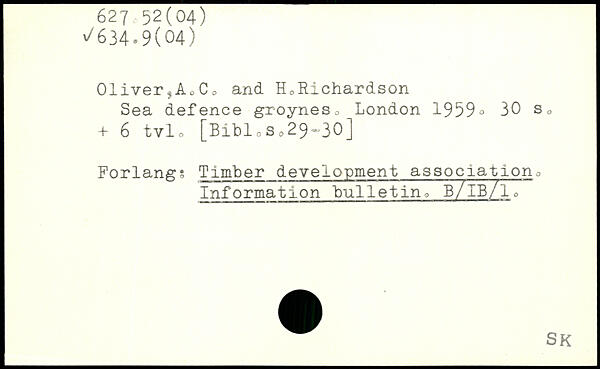 627.52(04)
✓634.9(04)
Oliver,A.C. and H.Richardson
Sea defence groynes. London 1959. 30 s.
+ 6 tvl. [Bibl.s.29-30]
Forlang: Timber development association.
Information bulletin. B/IB/1.
SK